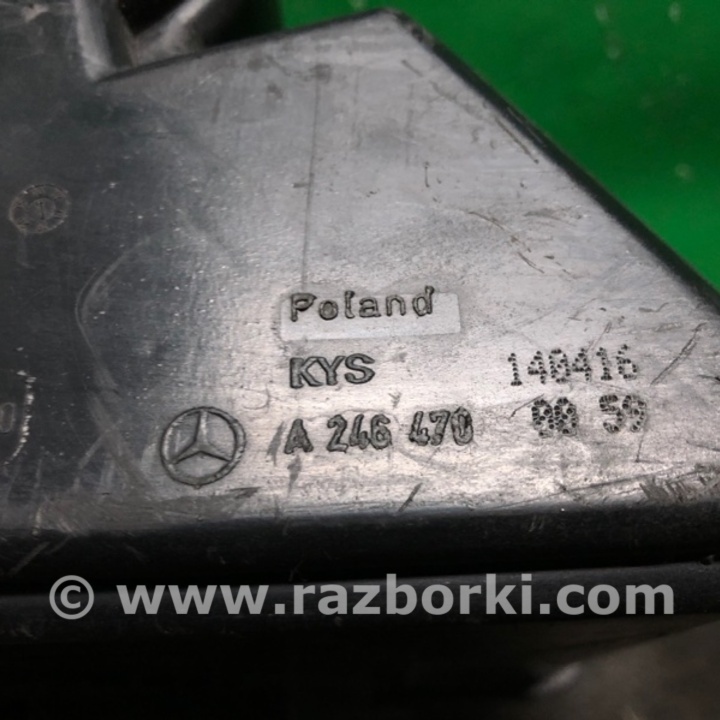 Poland
KYS 140416
A 246 470 00 59
© www.razborki.com